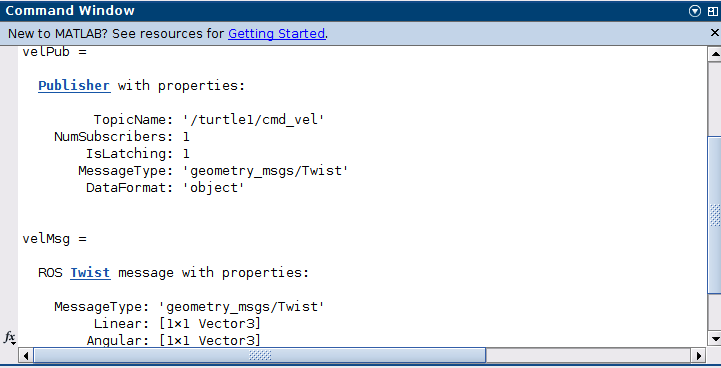 Command Window
New to MATLAB? See resources for Getting Started.
velPub =
Publisher with properties:
TopicName: '/turtle1/cmd_vel'
NumSubscribers: 1
IsLatching: 1
MessageType: 'geometry_msgs/Twist'
DataFormat: 'object'
velMsg =
ROS Twist message with properties:
MessageType: 'geometry_msgs/Twist'
Linear: [1×1 Vector3]
Angular: [1×1 Vector3]
fx